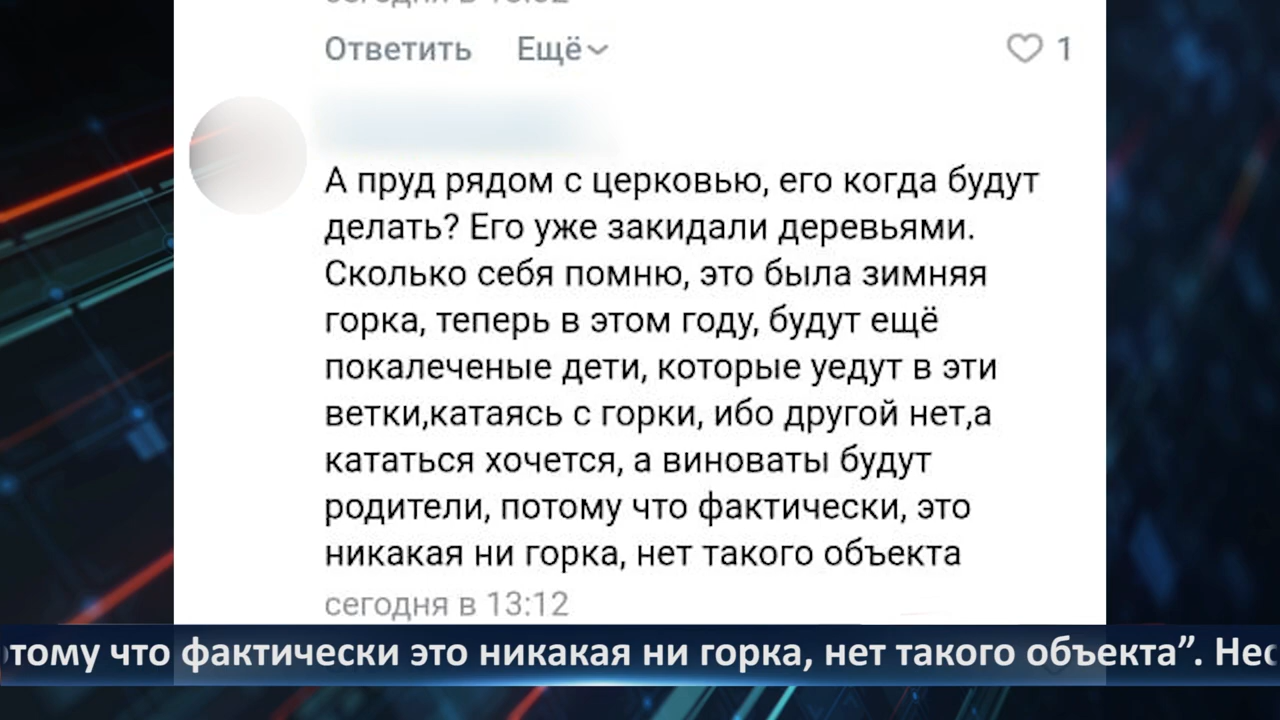 Ответить Ещё 1
А пруд рядом с церковью, его когда будут
делать? Его уже закидали деревьями.
Сколько себя помню, это была зимняя
горка, теперь в этом году, будут ещё
покалеченые дети, которые уедут в эти
ветки,катаясь с горки, ибо другой нет,а
кататься хочется, а виноваты будут
родители, потому что фактически, это
никакая ни горка, нет такого объекта
сегодня в 13:12
тому что фактически это никакая ни горка, нет такого объекта”. Нес